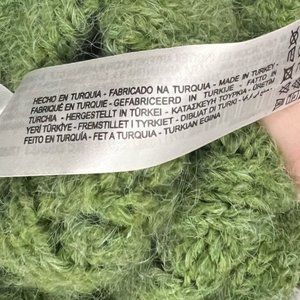 HECHO EN TURQUIA - FABRICADO NA TURQUIA - MADE IN TURKEY -
FABRIQUÉ EN TURQUIE - GEFABRICEERD IN TURKIJE - FATTO IN
TURCHIA - HERGESTELLT IN TÜRKEI - ΚΑΤΑΣΚΕΥΗ ΤΟΥΡΚΙΑ - ÜRETİM
YERİ TÜRKİYE - FREMSTILLET I TYRKIET - DIBUAT DI TURKI -
FEITO EN TURQUÍA - FET A TURQUIA - TURKIAN EGINA